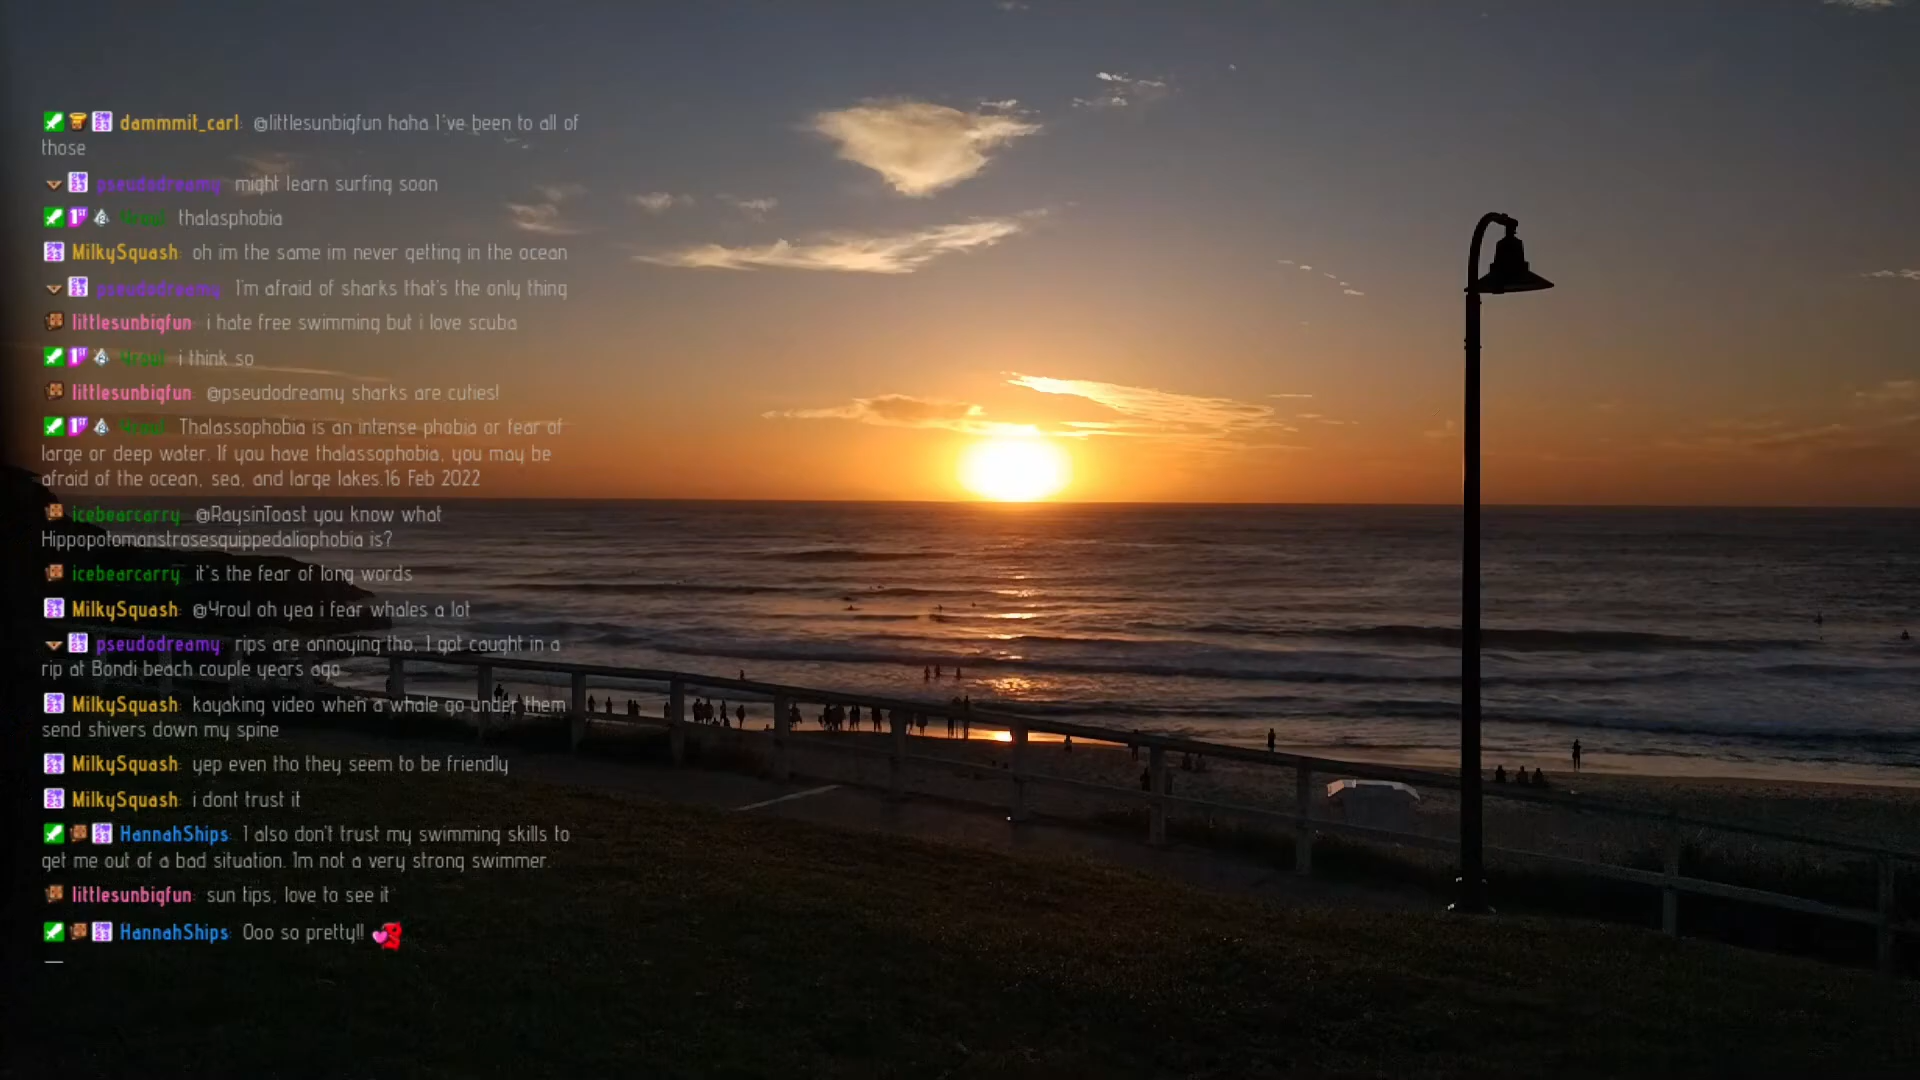 dammmit_carl: @littlesunbigfun haha I've been to all of
those
pseudodreamy: might learn surfing soon
4roul: thalasphobia
MilkySquash: oh im the same im never getting in the ocean
pseudodreamy: I'm afraid of sharks that's the only thing
littlesunbigfun: i hate free swimming but i love scuba
4roul: i think so
littlesunbigfun: @pseudodreamy sharks are cuties!
4roul: Thalassophobia is an intense phobia or fear of
large or deep water. If you have thalassophobia, you may be
afraid of the ocean, sea, and large lakes.16 Feb 2022
icebearcarry: @RaysinToast you know what
Hippopotomanstrosesquippedaliophobia is?
icebearcarry: it's the fear of long words
MilkySquash: @4roul oh yea i fear whales a lot
pseudodreamy: rips are annoying tho, I got caught in a
rip at Bondi beach couple years ago
MilkySquash: kayaking video when a whale go under them
send shivers down my spine
MilkySquash: yep even tho they seem to be friendly
MilkySquash: i dont trust it
HannahShips: I also don't trust my swimming skills to
get me out of a bad situation. Im not a very strong swimmer.
littlesunbigfun: sun tips, love to see it
HannahShips: Ooo so pretty!!